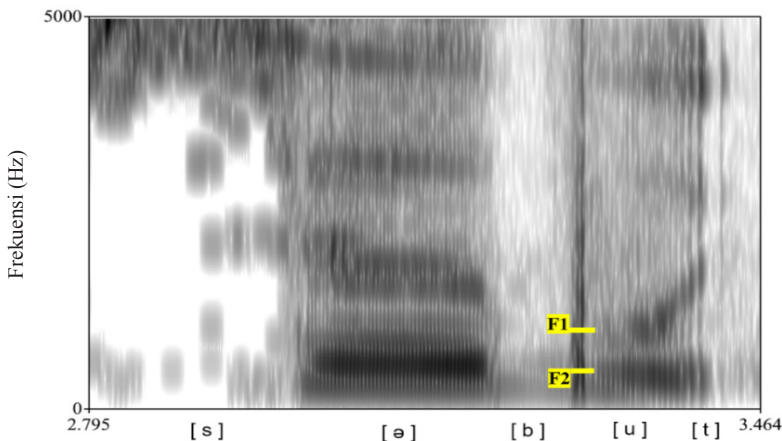 5000
Frekuensi (Hz)
F1
F2
0
2.795
3.464
[ s ] [ ə ] [ b ] [ u ] [ t ]